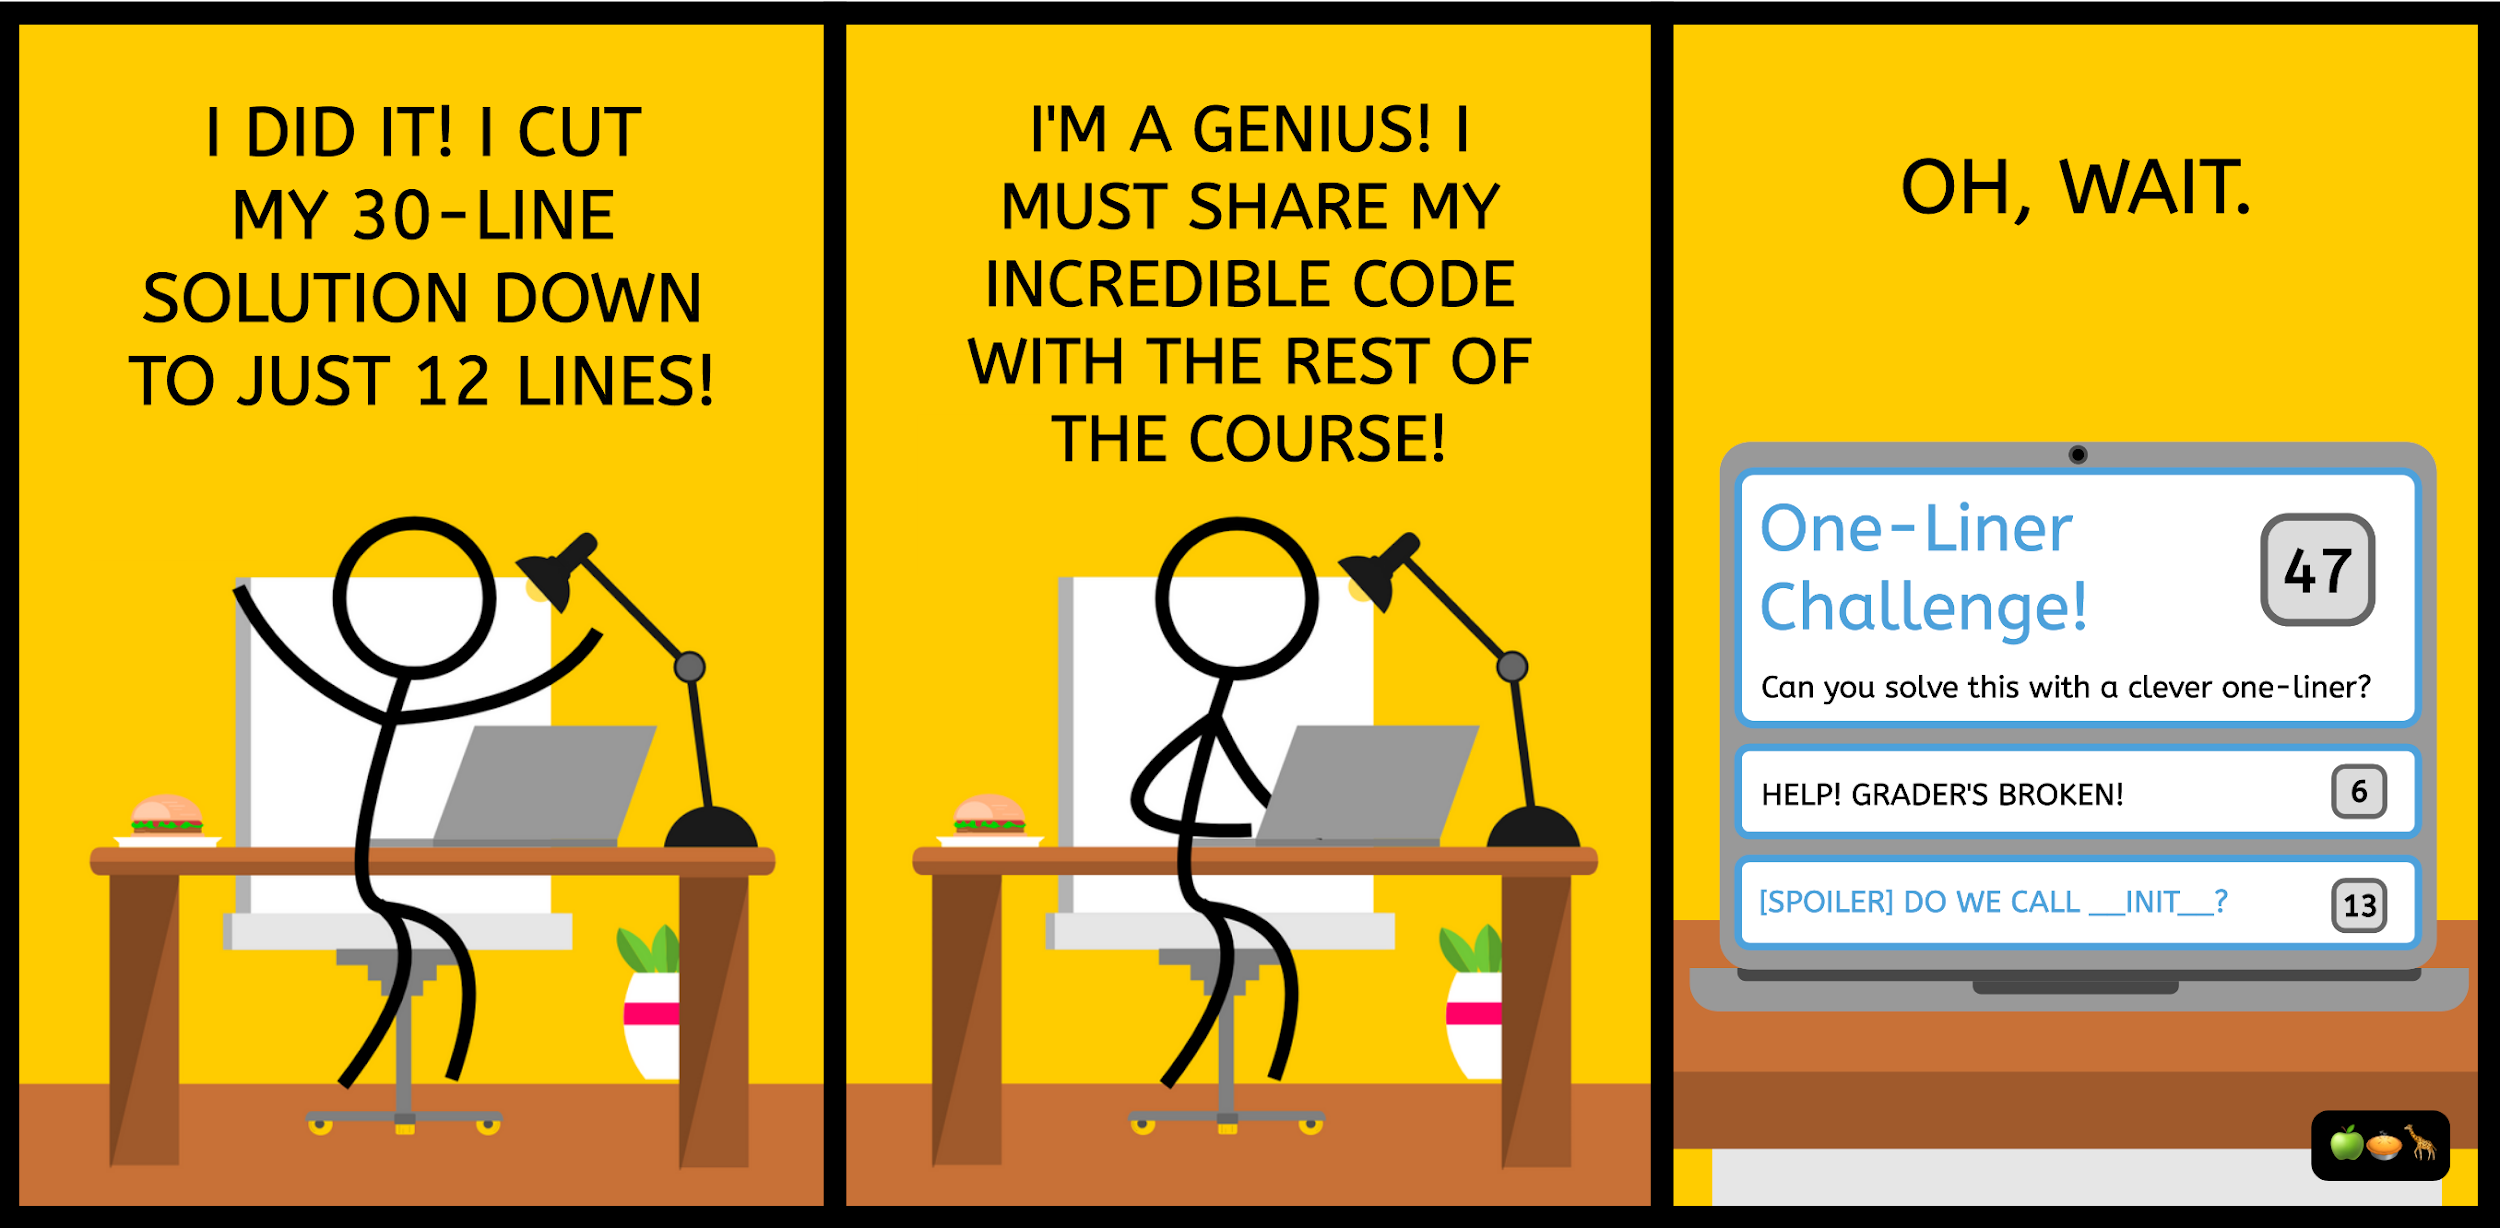 I DID IT! I CUT
MY 30-LINE
SOLUTION DOWN
TO JUST 12 LINES!
I'M A GENIUS! I
MUST SHARE MY
INCREDIBLE CODE
WITH THE REST OF
THE COURSE!
OH, WAIT.
One-Liner
Challenge!
47
Can you solve this with a clever one-liner?
HELP! GRADER'S BROKEN!
6
[SPOILER] DO WE CALL __INIT__?
13